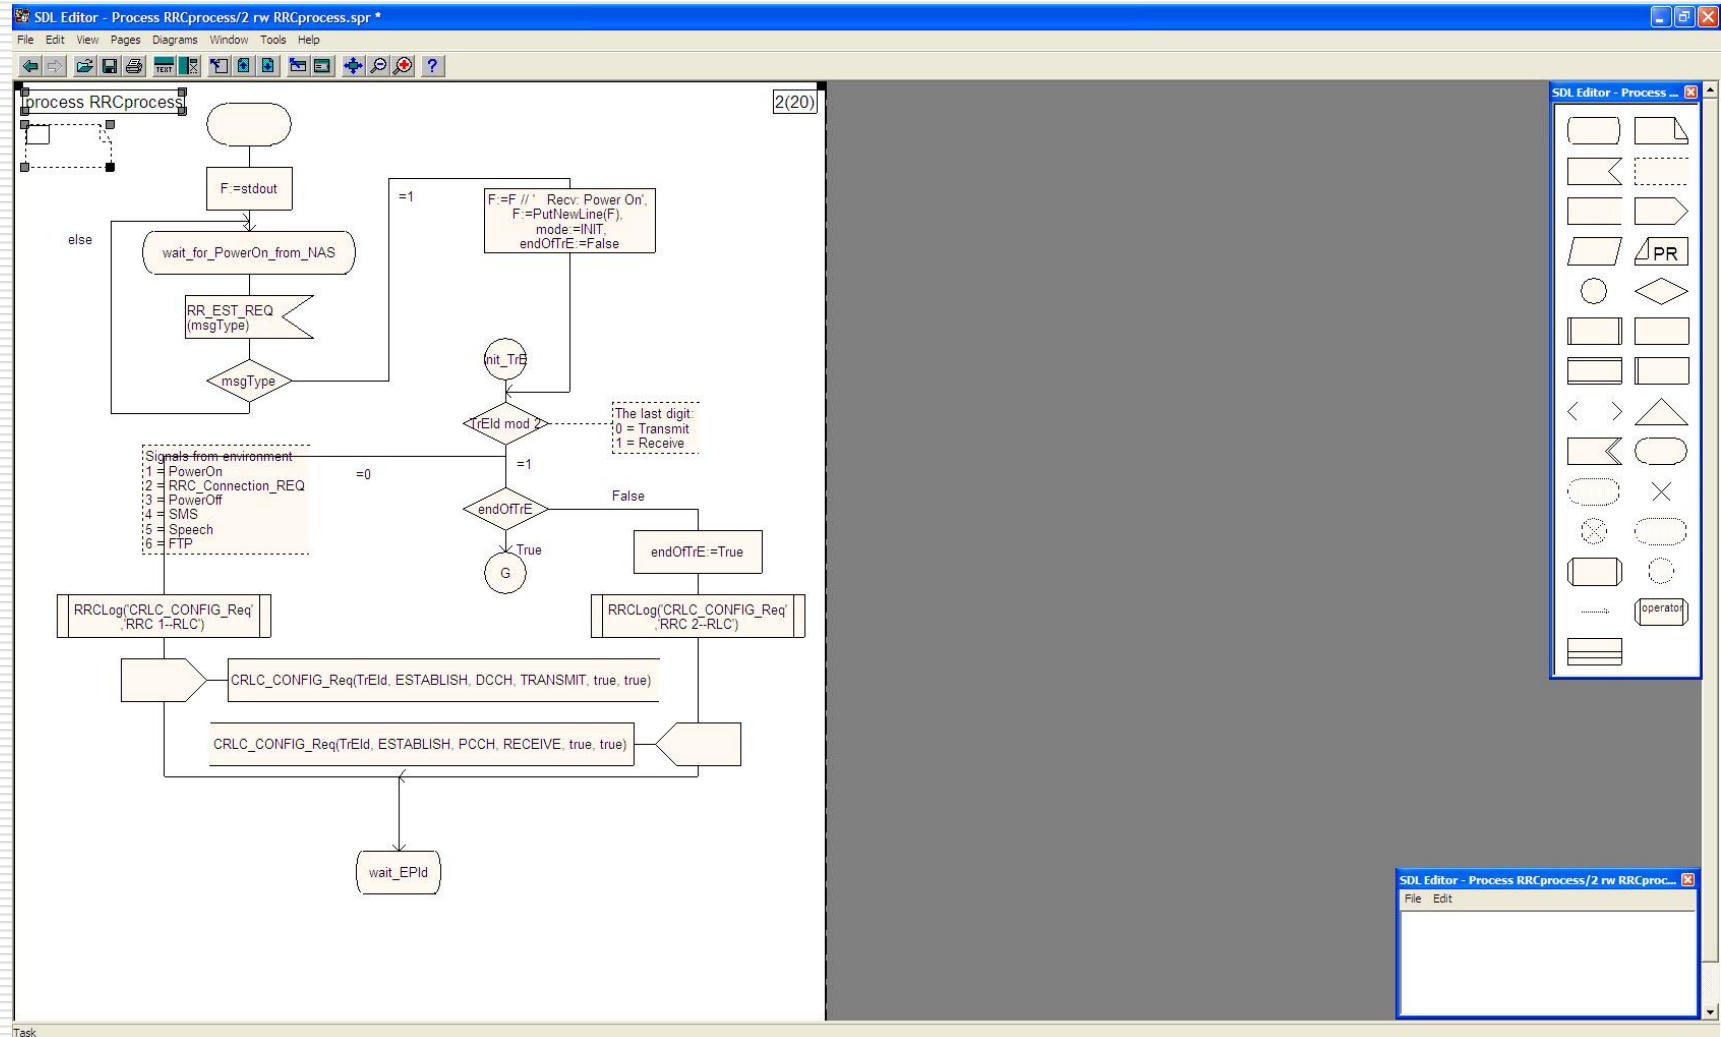 SDL Editor - Process RRCprocess/2 rw RRCprocess.spr *
File Edit View Pages Diagrams Window Tools Help
TEXT
?
process RRCprocess
2(20)
F:=stdout
=1
F:=F // ' Recv: Power On',
F:=PutNewLine(F),
mode:=INIT,
endOfTrE:=False
else
wait_for_PowerOn_from_NAS
RR_EST_REQ
(msgType)
msgType
nit_TrE
TrEId mod 2
The last digit:
0 = Transmit
1 = Receive
Signals from environment
1 = PowerOn
2 = RRC_Connection_REQ
3 = PowerOff
4 = SMS
5 = Speech
6 = FTP
=0
=1
endOfTrE
False
True
G
endOfTrE:=True
RRCLog('CRLC_CONFIG_Req'
,'RRC 1--RLC')
RRCLog('CRLC_CONFIG_Req'
,'RRC 2--RLC')
CRLC_CONFIG_Req(TrEId, ESTABLISH, DCCH, TRANSMIT, true, true)
CRLC_CONFIG_Req(TrEId, ESTABLISH, PCCH, RECEIVE, true, true)
wait_EPId
SDL Editor - Process ...
PR
operator
SDL Editor - Process RRCprocess/2 rw RRCproc...
File Edit
Task